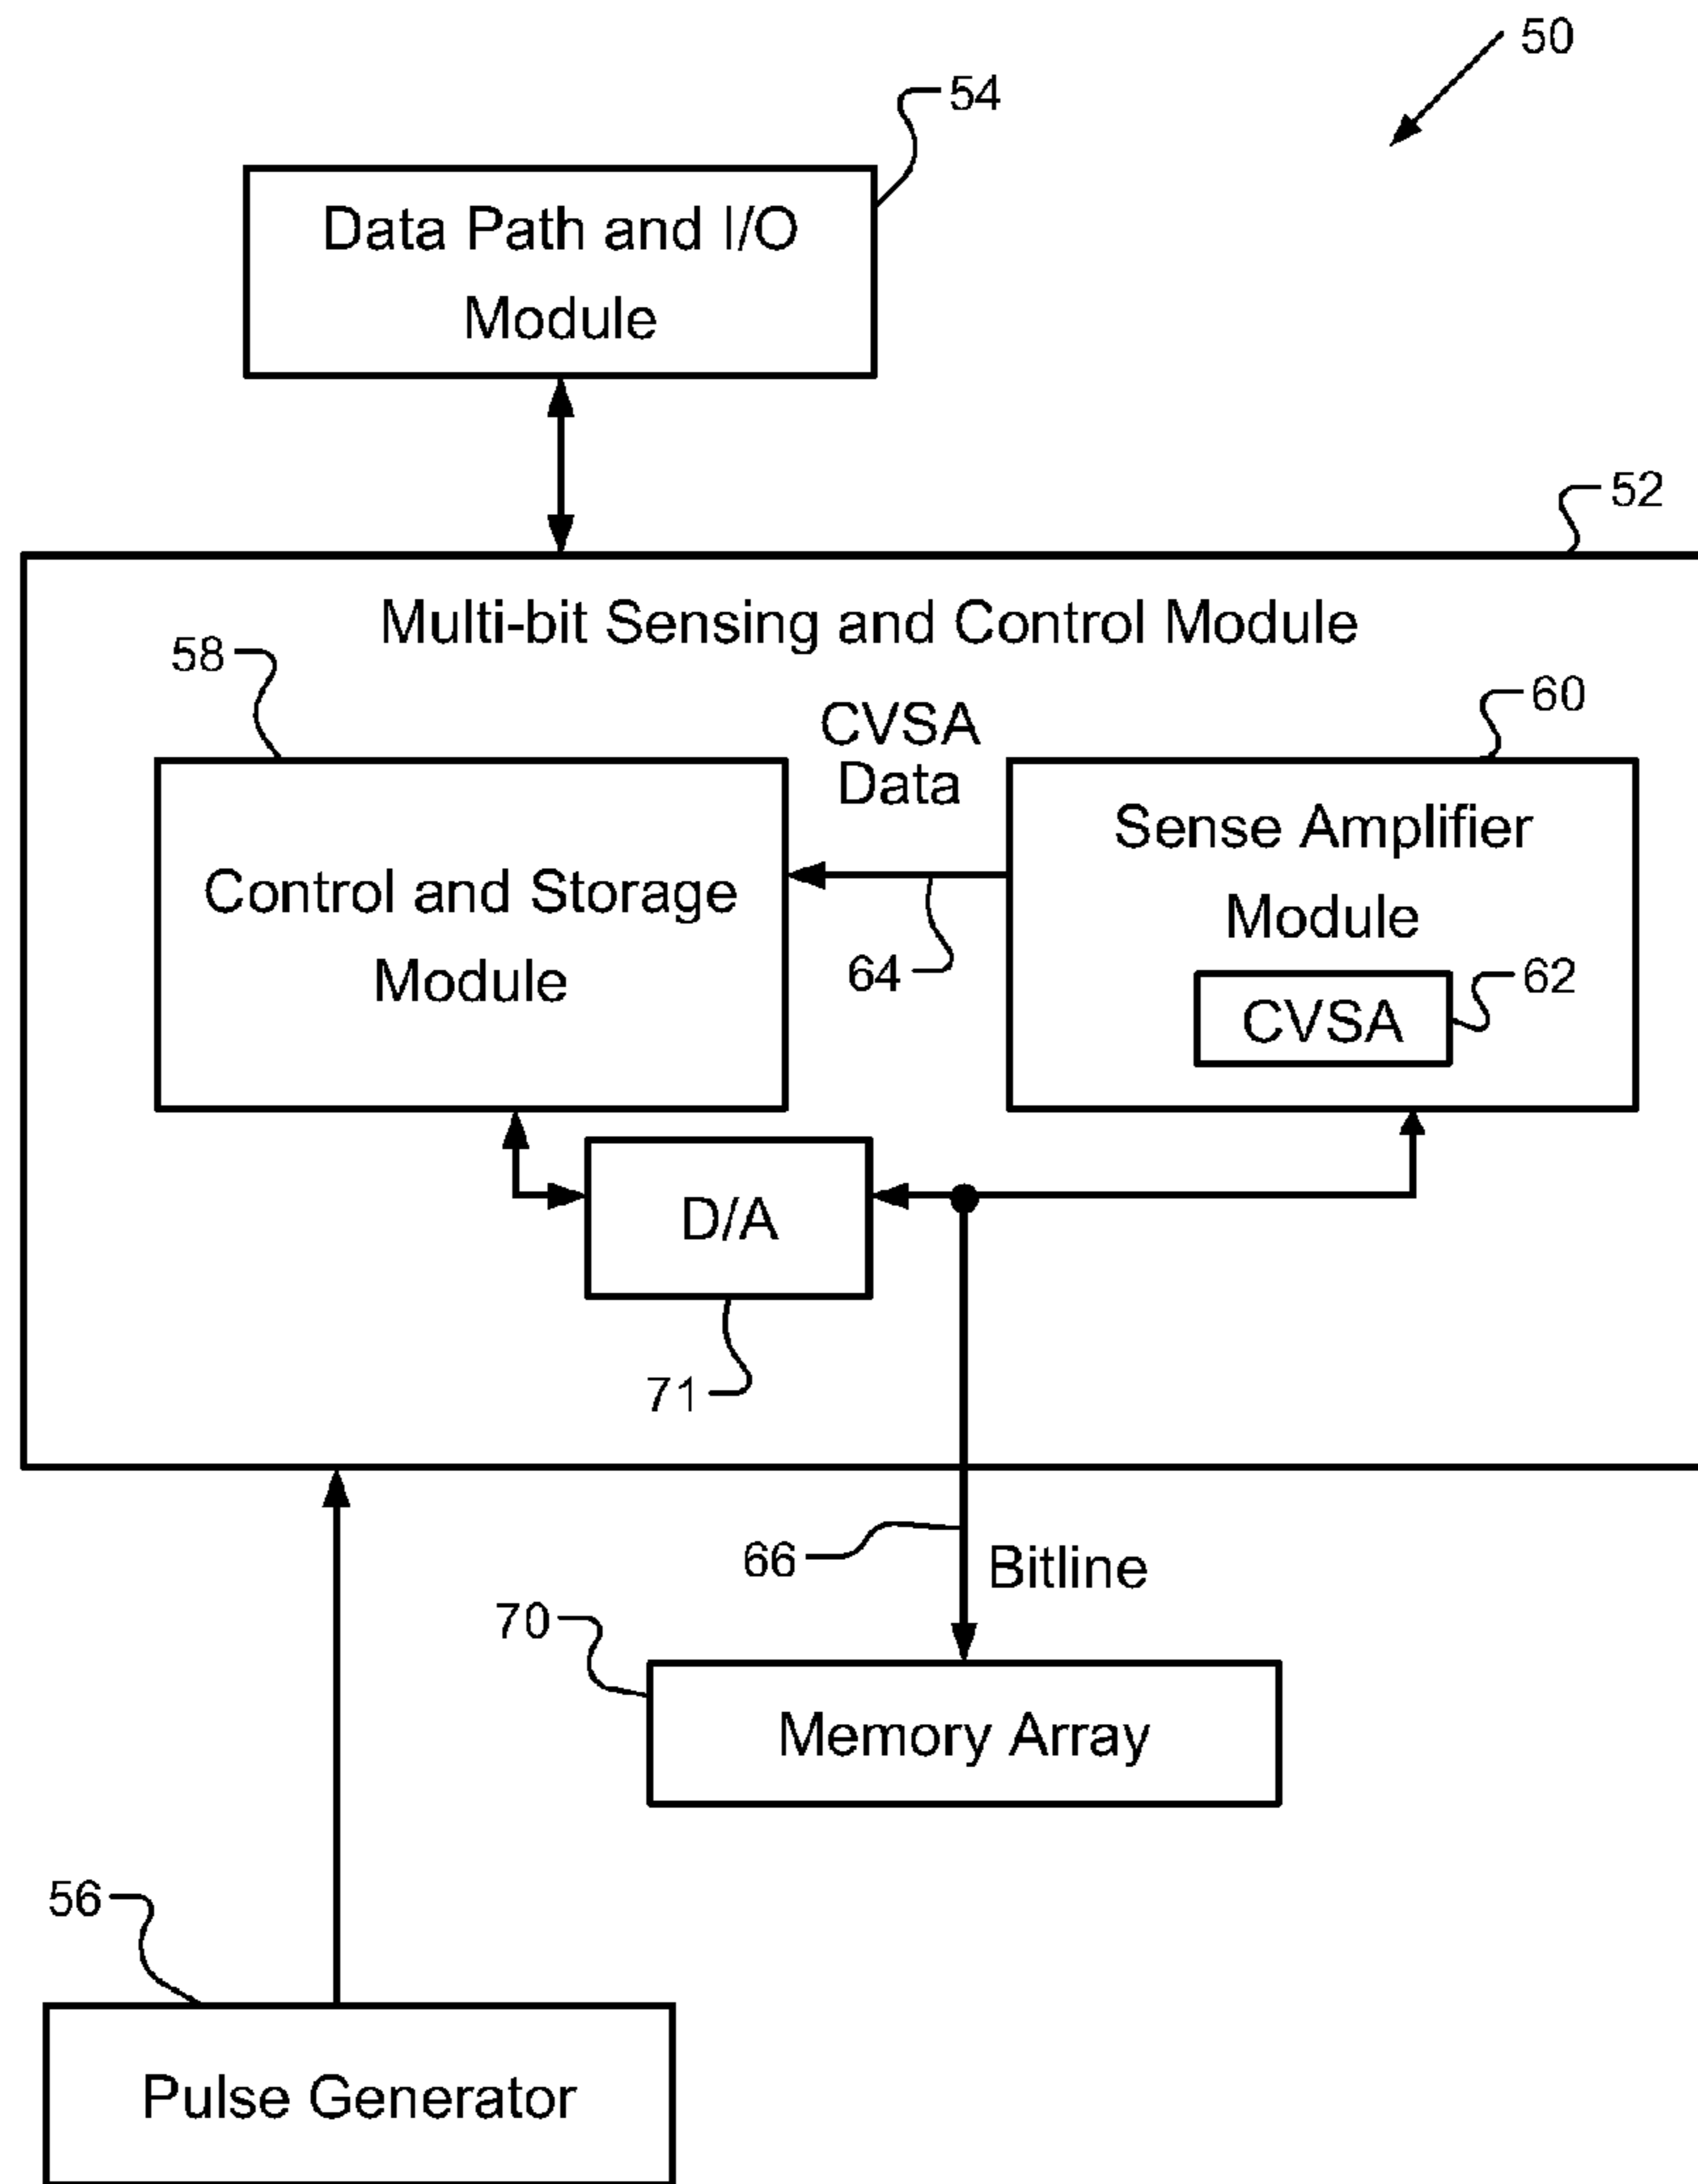 50
54
Data Path and I/O
Module
52
Multi-bit Sensing and Control Module
58
CVSA
Data
60
Control and Storage
Module
Sense Amplifier
Module
64
62
CVSA
D/A
71
66
Bitline
70
Memory Array
56
Pulse Generator